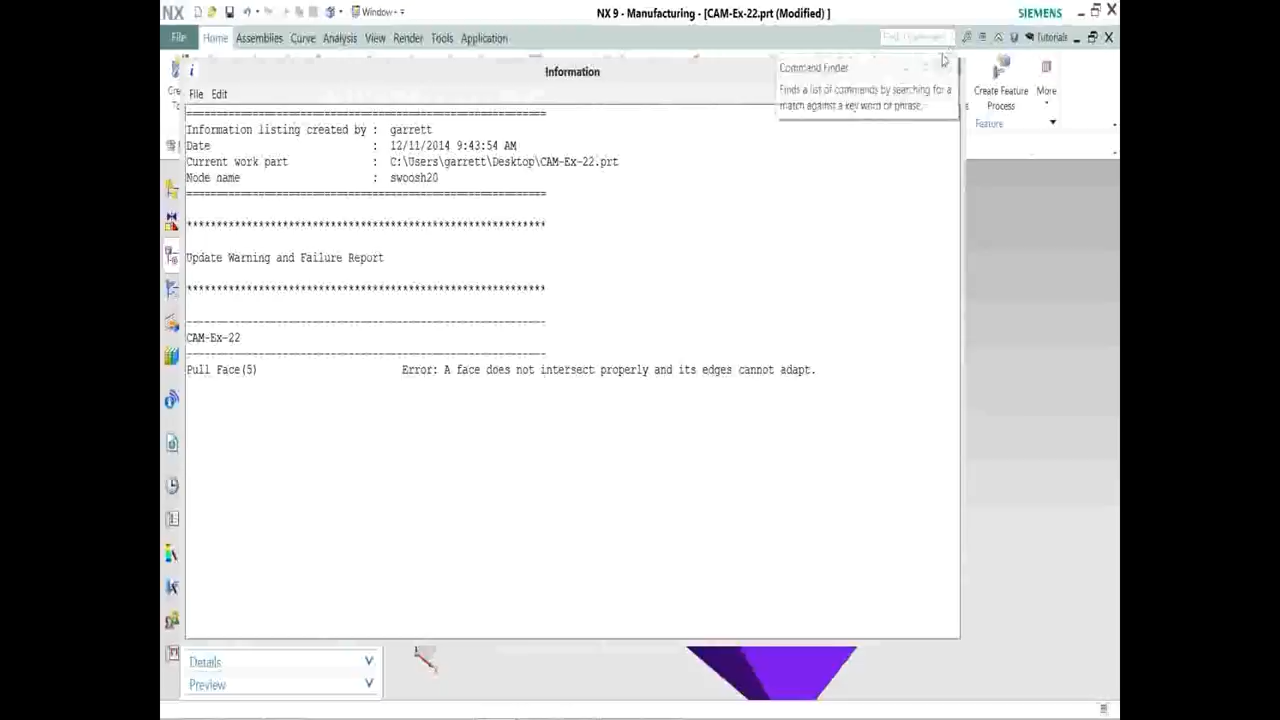 NX Window NX 9 - Manufacturing - [CAM-Ex-22.prt (Modified) ] SIEMENS
File Home Assemblies Curve Analysis View Render Tools Application Tutorials
Information
Command Finder
Finds a list of commands by searching for a
match against a key word or phrase.
Create Feature
Process
More
Feature
File Edit
==========================================================
Information listing created by : garrett
Date : 12/11/2014 9:43:54 AM
Current work part : C:\Users\garrett\Desktop\CAM-Ex-22.prt
Node name : swoosh20
==========================================================
************************************************************
Update Warning and Failure Report
************************************************************
------------------------------------------------------------
CAM-Ex-22
------------------------------------------------------------
Pull Face(5) Error: A face does not intersect properly and its edges cannot adapt.
Details
Preview